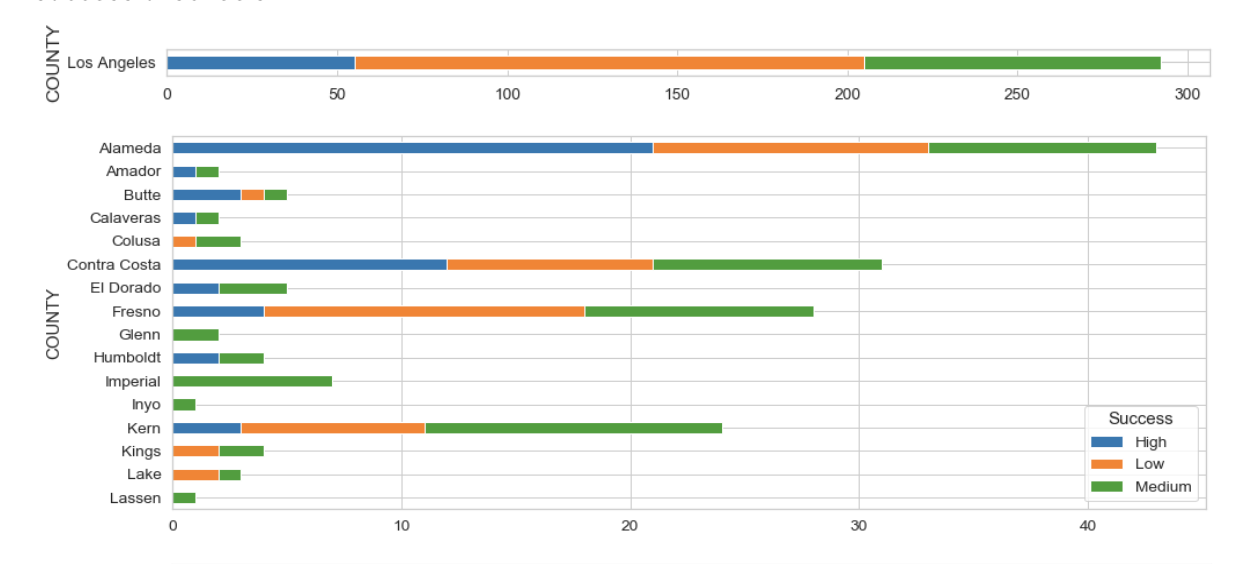 COUNTY
Los Angeles
0 50 100 150 200 250 300
COUNTY
Alameda
Amador
Butte
Calaveras
Colusa
Contra Costa
El Dorado
Fresno
Glenn
Humboldt
Imperial
Inyo
Kern
Kings
Lake
Lassen
Success
High
Low
Medium
0 10 20 30 40